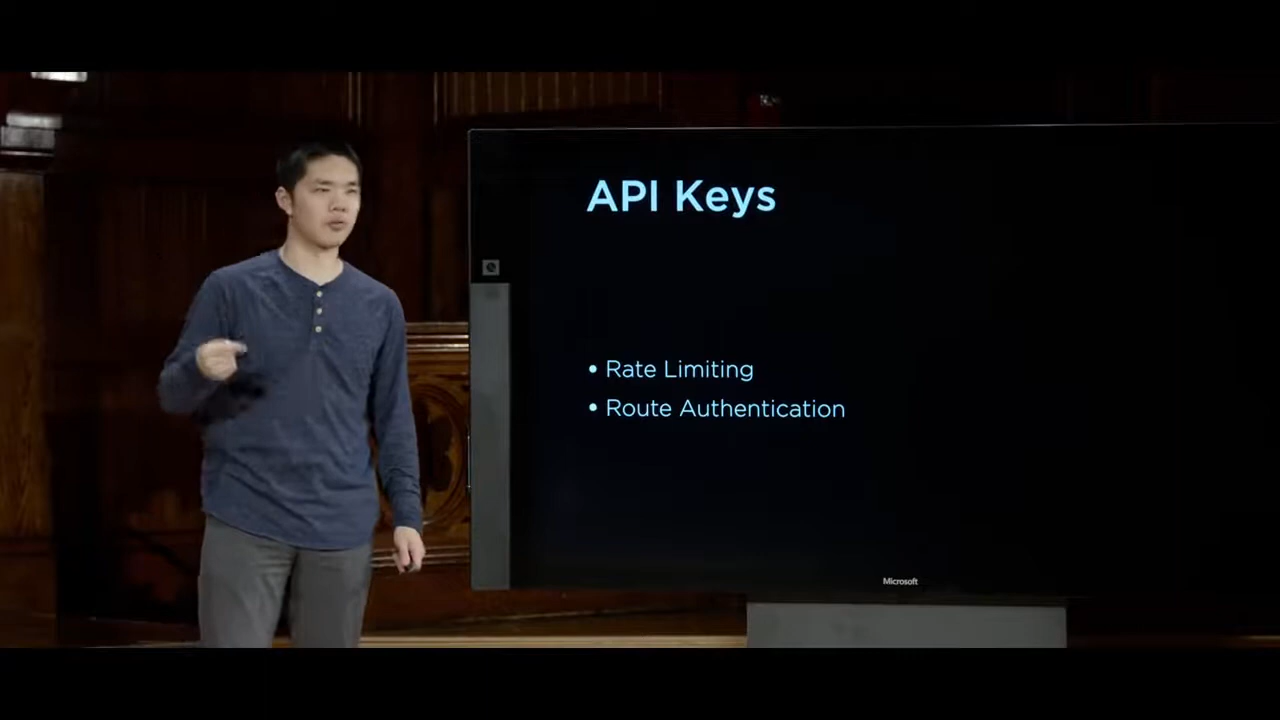 API Keys
• Rate Limiting
• Route Authentication
Microsoft